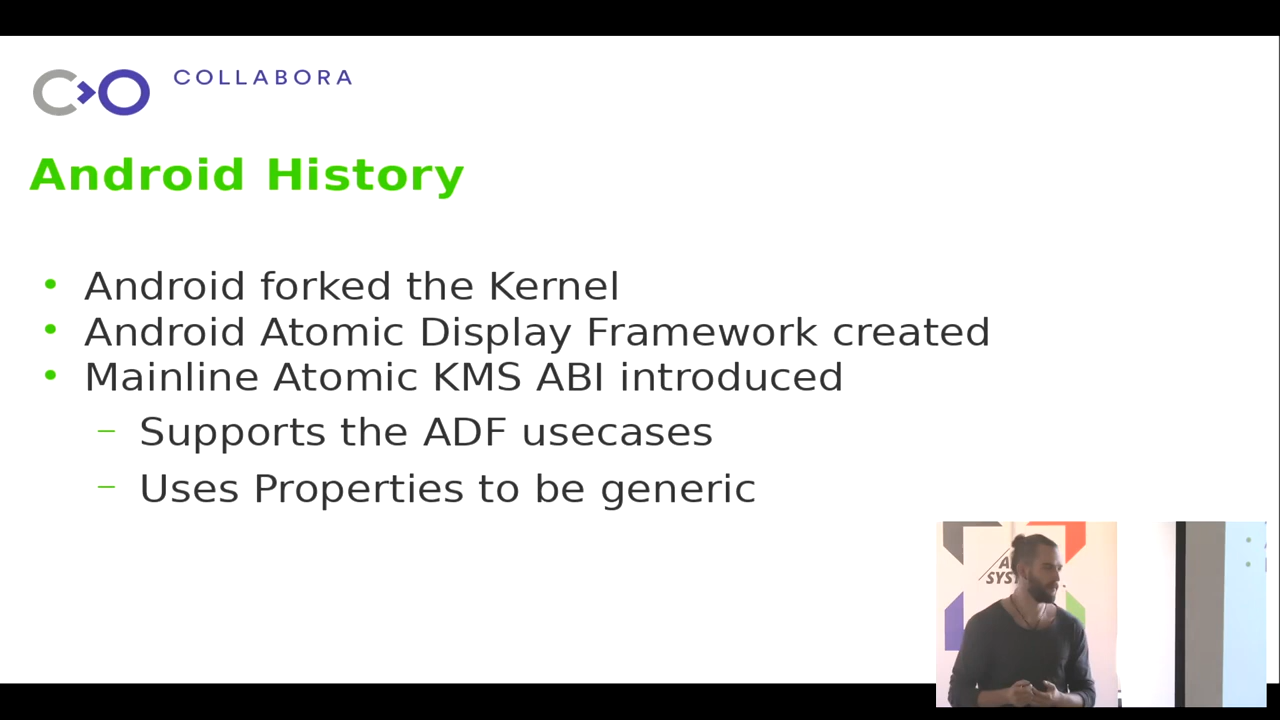 COLLABORA
Android History
• Android forked the Kernel
• Android Atomic Display Framework created
• Mainline Atomic KMS ABI introduced
– Supports the ADF usecases
– Uses Properties to be generic